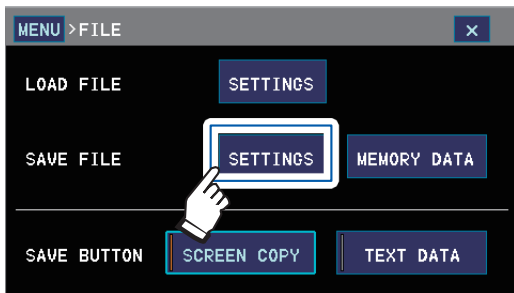 MENU >FILE ×
LOAD FILE SETTINGS
SAVE FILE SETTINGS MEMORY DATA
SAVE BUTTON SCREEN COPY TEXT DATA